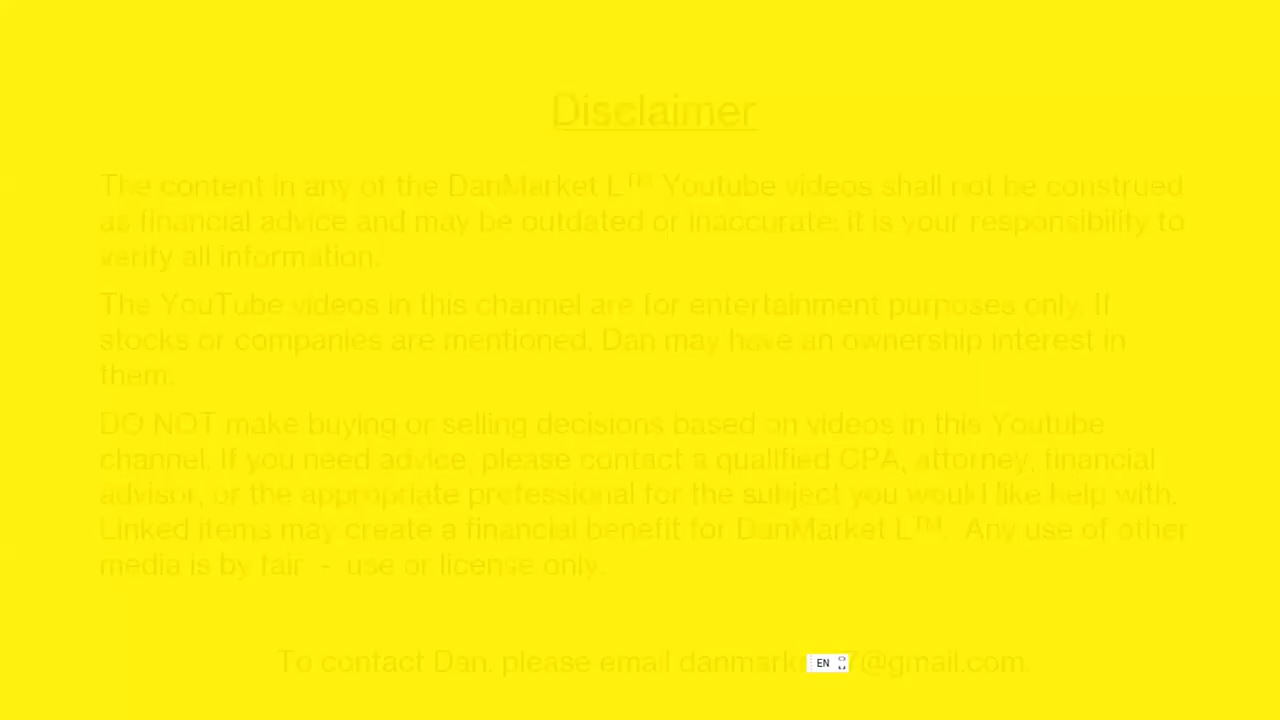 Disclaimer
The content in any of the DanMarket L™ Youtube videos shall not be construed
as financial advice and may be outdated or inaccurate; it is your responsibility to
verify all information.
The YouTube videos in this channel are for entertainment purposes only. If
stocks or companies are mentioned, Dan may have an ownership interest in
them.
DO NOT make buying or selling decisions based on videos in this Youtube
channel. If you need advice, please contact a qualified CPA, attorney, financial
advisor, or the appropriate professional for the subject you would like help with.
Linked items may create a financial benefit for DanMarket L™. Any use of other
media is by fair - use or license only.
To contact Dan, please email
EN